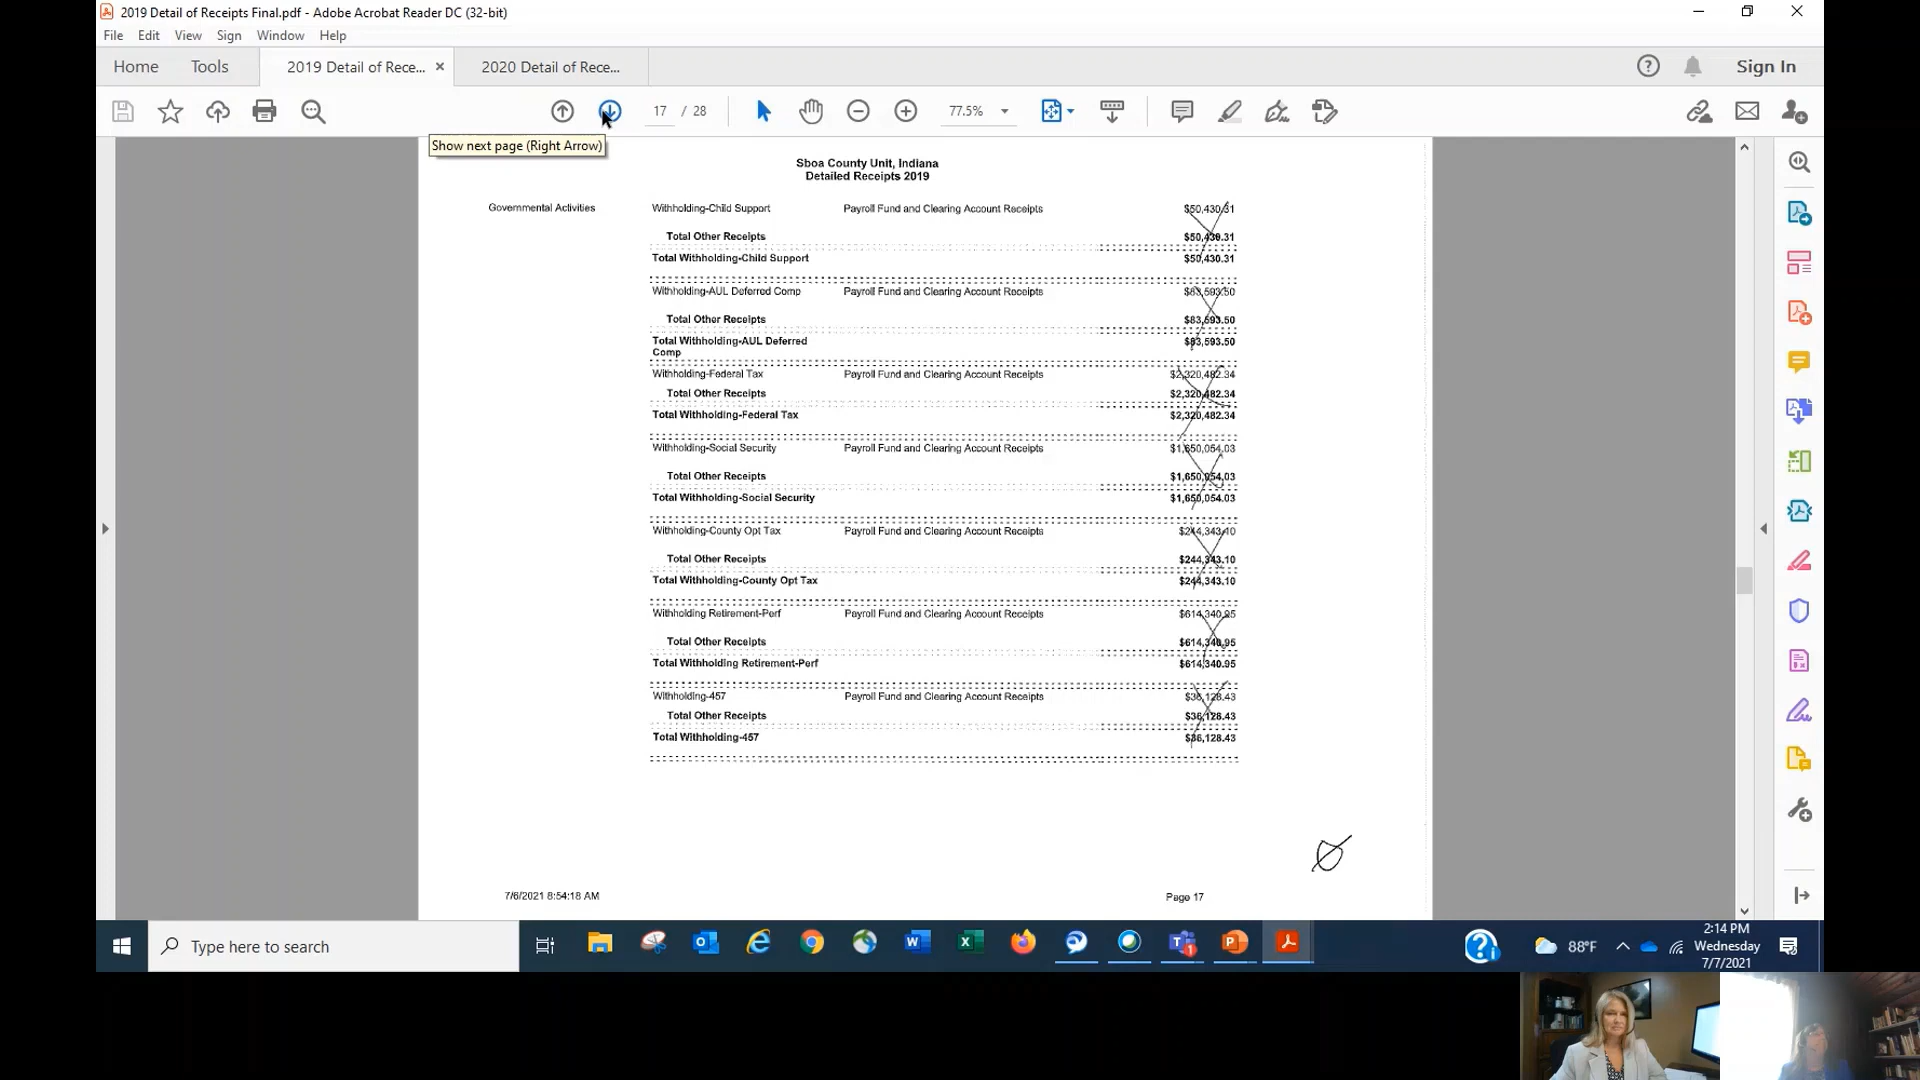 2019 Detail of Receipts Final.pdf - Adobe Acrobat Reader DC (32-bit)
File Edit View Sign Window Help
Home Tools 2019 Detail of Rece... × 2020 Detail of Rece... Sign In
17 / 28 77.5%
Show next page (Right Arrow)
Sboa County Unit, Indiana
Detailed Receipts 2019
Governmental Activities Withholding-Child Support Payroll Fund and Clearing Account Receipts $50,430.31
Total Other Receipts $50,430.31
Total Withholding-Child Support $50,430.31
Withholding-AUL Deferred Comp Payroll Fund and Clearing Account Receipts $83,593.50
Total Other Receipts $83,593.50
Total Withholding-AUL Deferred $83,593.50
Comp
Withholding-Federal Tax Payroll Fund and Clearing Account Receipts $2,320,482.34
Total Other Receipts $2,320,482.34
Total Withholding-Federal Tax $2,320,482.34
Withholding-Social Security Payroll Fund and Clearing Account Receipts $1,650,054.03
Total Other Receipts $1,650,054.03
Total Withholding-Social Security $1,650,054.03
Withholding-County Opt Tax Payroll Fund and Clearing Account Receipts $244,343.10
Total Other Receipts $244,343.10
Total Withholding-County Opt Tax $244,343.10
Withholding Retirement-Perf Payroll Fund and Clearing Account Receipts $614,340.95
Total Other Receipts $614,340.95
Total Withholding Retirement-Perf $614,340.95
Withholding-457 Payroll Fund and Clearing Account Receipts $36,128.43
Total Other Receipts $36,128.43
Total Withholding-457 $36,128.43
Ø
7/6/2021 8:54:18 AM Page 17
Type here to search
88°F
2:14 PM
Wednesday
7/7/2021